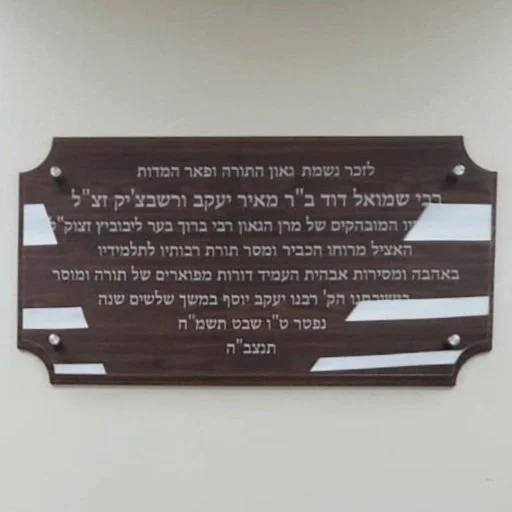 לזכר נשמת גאון התורה ופאר המדות
רבי שמואל דוד ב"ר מאיר יעקב ורשבצ'יק זצ"ל
המובהקים של מרן הגאון רבי ברוך בער ליבוביץ זצוק"ל
האציל מרוחו הכביר ומסר תורת רבותיו לתלמידיו
באהבה ומסירות אבהית העמיד דורות מפוארים של תורה ומוסר
הק' רבנו יעקב יוסף במשך שלשים שנה
נפטר ט"ו שבט תשמ"ח
תנצב"ה